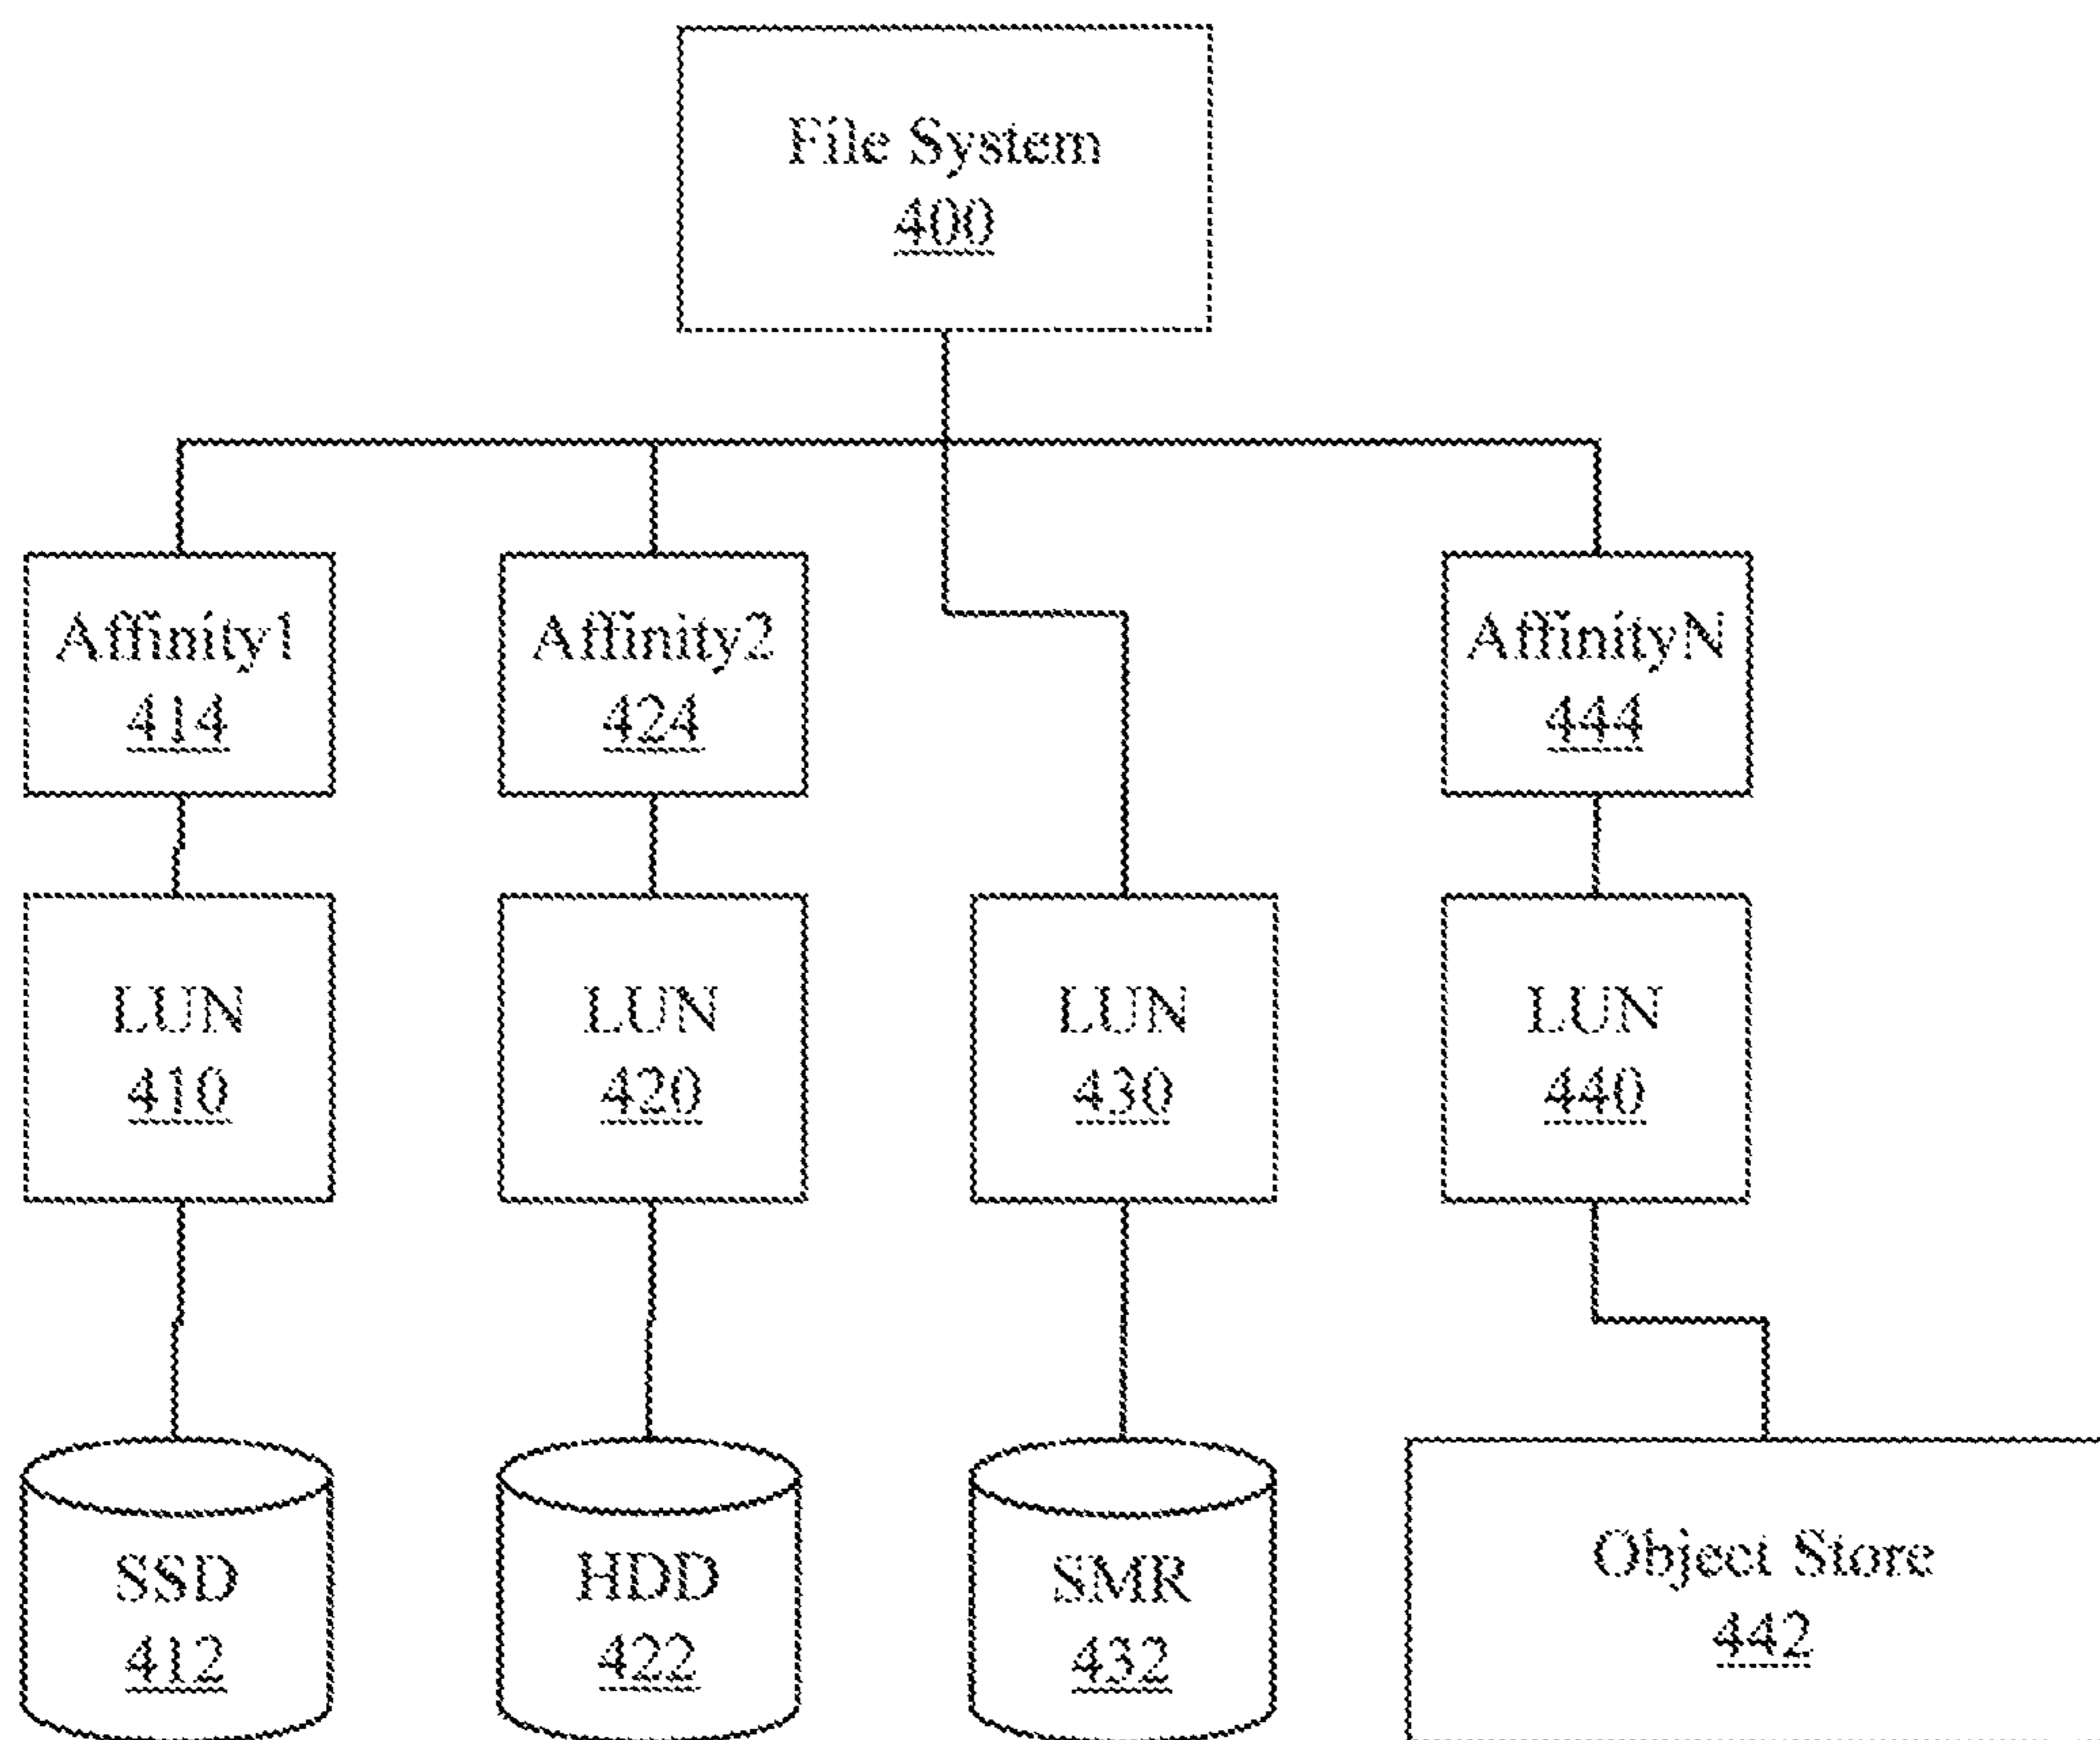 File System
400
Affinity1
414
Affinity2
424
AffinityN
444
LUN
410
LUN
420
LUN
430
LUN
440
SSD
412
HDD
422
SMR
432
Object Store
442